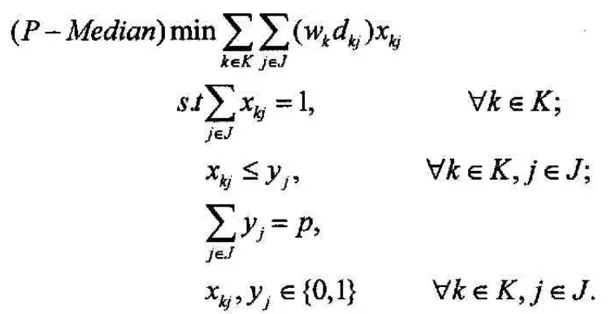 (P − Median) min ∑_{k∈K} ∑_{j∈J} (w_k d_{kj}) x_{kj}
s.t ∑_{j∈J} x_{kj} = 1, ∀k ∈ K;
x_{kj} ≤ y_j, ∀k ∈ K, j ∈ J;
∑_{j∈J} y_j = p,
x_{kj}, y_j ∈ {0,1} ∀k ∈ K, j ∈ J.